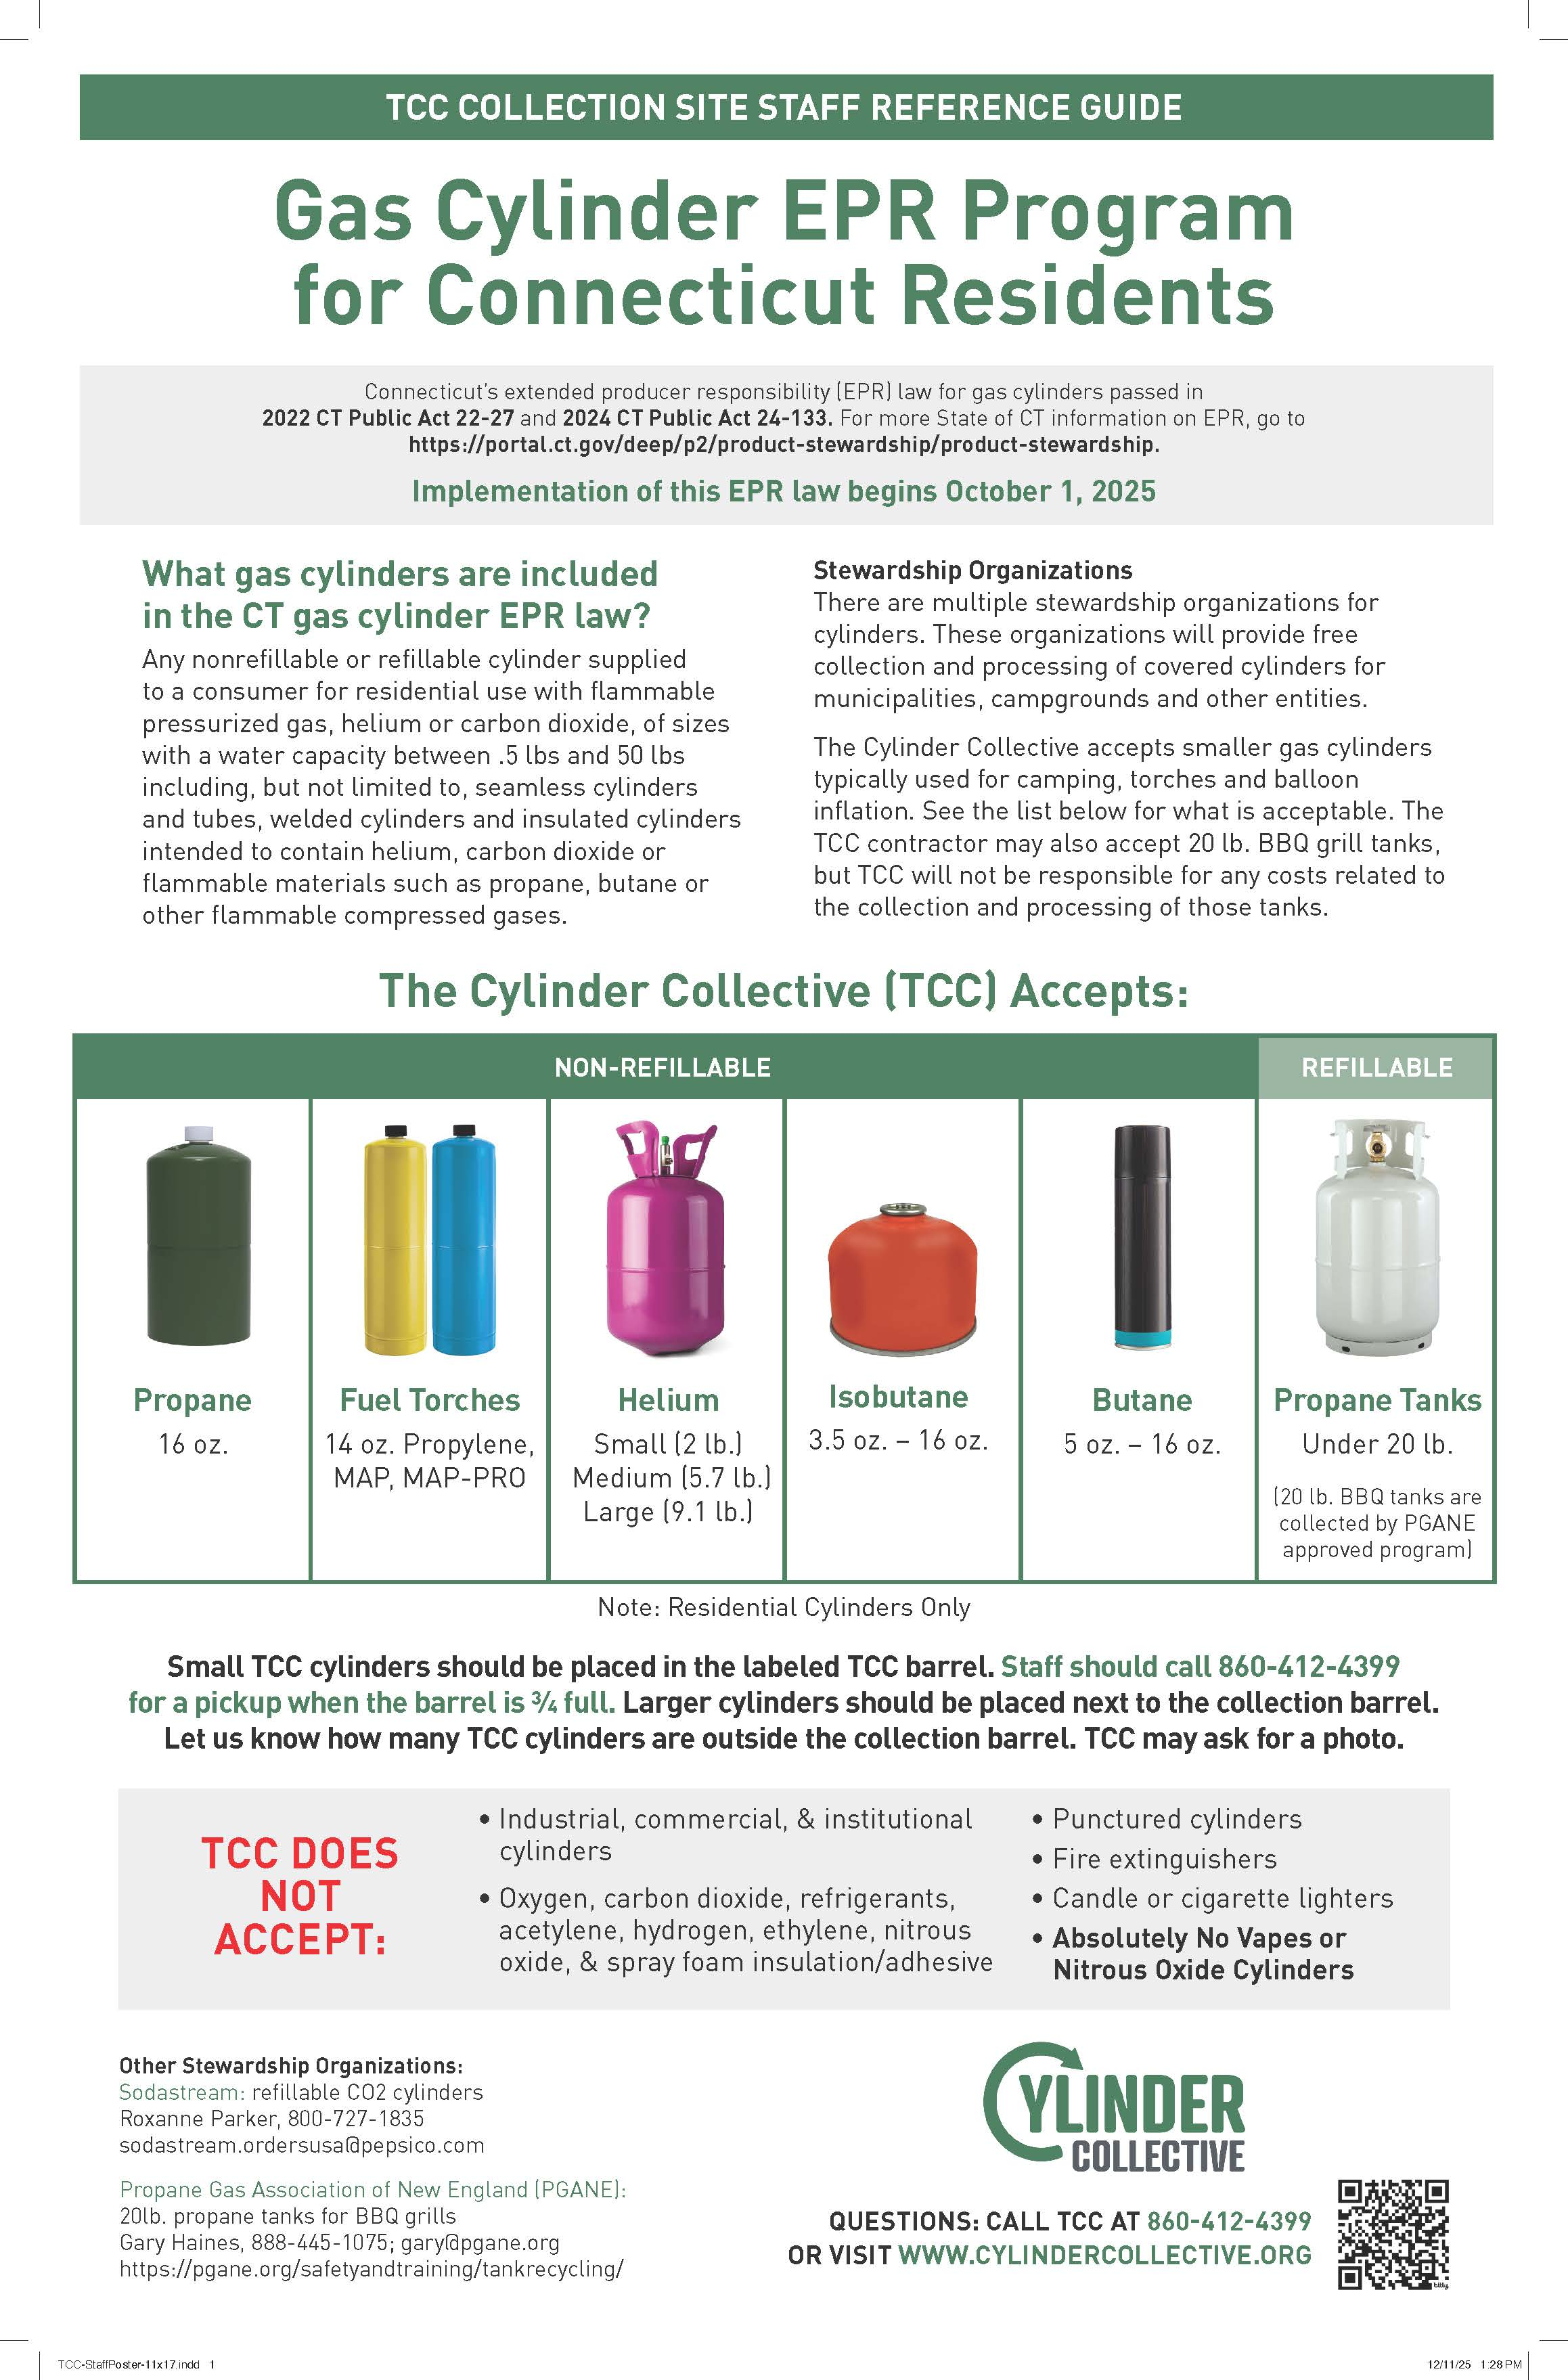 TCC COLLECTION SITE STAFF REFERENCE GUIDE
Gas Cylinder EPR Program
for Connecticut Residents
Connecticut's extended producer responsibility (EPR) law for gas cylinders passed in
2022 CT Public Act 22-27 and 2024 CT Public Act 24-133. For more State of CT information on EPR, go to
https://portal.ct.gov/deep/p2/product-stewardship/product-stewardship.
Implementation of this EPR law begins October 1, 2025
What gas cylinders are included
in the CT gas cylinder EPR law?
Any nonrefillable or refillable cylinder supplied
to a consumer for residential use with flammable
pressurized gas, helium or carbon dioxide, of sizes
with a water capacity between .5 lbs and 50 lbs
including, but not limited to, seamless cylinders
and tubes, welded cylinders and insulated cylinders
intended to contain helium, carbon dioxide or
flammable materials such as propane, butane or
other flammable compressed gases.
Stewardship Organizations
There are multiple stewardship organizations for
cylinders. These organizations will provide free
collection and processing of covered cylinders for
municipalities, campgrounds and other entities.
The Cylinder Collective accepts smaller gas cylinders
typically used for camping, torches and balloon
inflation. See the list below for what is acceptable. The
TCC contractor may also accept 20 lb. BBQ grill tanks,
but TCC will not be responsible for any costs related to
the collection and processing of those tanks.
The Cylinder Collective (TCC) Accepts:
NON-REFILLABLE
REFILLABLE
Propane
16 oz.
Fuel Torches
14 oz. Propylene,
MAP, MAP-PRO
Helium
Small (2 lb.)
Medium (5.7 lb.)
Large (9.1 lb.)
Isobutane
3.5 oz. – 16 oz.
Butane
5 oz. – 16 oz.
Propane Tanks
Under 20 lb.
(20 lb. BBQ tanks are
collected by PGANE
approved program)
Note: Residential Cylinders Only
Small TCC cylinders should be placed in the labeled TCC barrel. Staff should call 860-412-4399
for a pickup when the barrel is ¾ full. Larger cylinders should be placed next to the collection barrel.
Let us know how many TCC cylinders are outside the collection barrel. TCC may ask for a photo.
TCC DOES
NOT
ACCEPT:
• Industrial, commercial, & institutional
cylinders
• Oxygen, carbon dioxide, refrigerants,
acetylene, hydrogen, ethylene, nitrous
oxide, & spray foam insulation/adhesive
• Punctured cylinders
• Fire extinguishers
• Candle or cigarette lighters
• Absolutely No Vapes or
Nitrous Oxide Cylinders
Other Stewardship Organizations:
Sodastream: refillable CO2 cylinders
Roxanne Parker, 800-727-1835
sodastream.ordersusa@pepsico.com
Propane Gas Association of New England (PGANE):
20lb. propane tanks for BBQ grills
Gary Haines, 888-445-1075; gary@pgane.org
https://pgane.org/safetyandtraining/tankrecycling/
CYLINDER
COLLECTIVE
QUESTIONS: CALL TCC AT 860-412-4399
OR VISIT WWW.CYLINDERCOLLECTIVE.ORG
bitly
TCC-StaffPoster-11x17.indd 1
12/11/25 1:28 PM